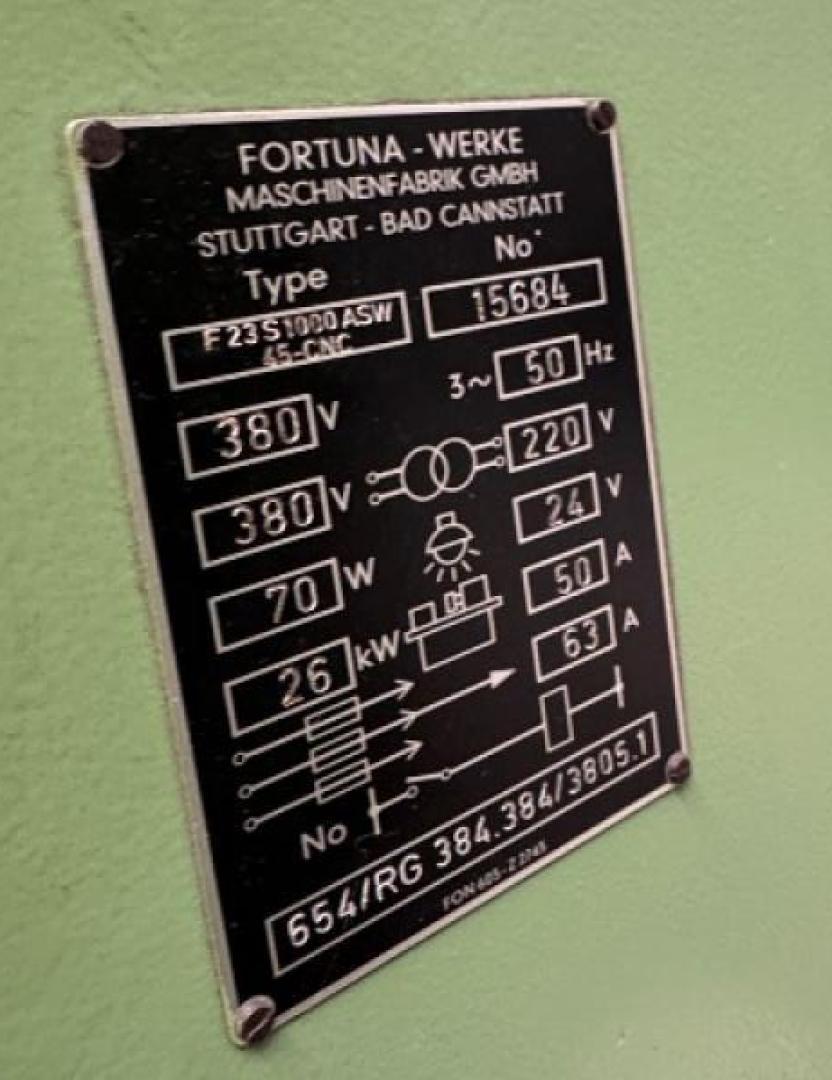 FORTUNA - WERKE
MASCHINENFABRIK GMBH
STUTTGART - BAD CANNSTATT
Type No
F 23 S 1000 ASW 15684
45-CNC
3~ 50 Hz
380 V
220 V
380 V
24 V
70 W
50 A
26 kW
63 A
No
654/RG 384.384/3805.1